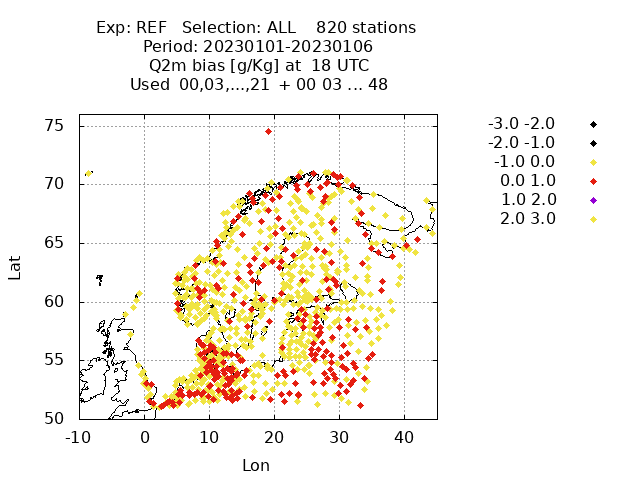 Exp: REF Selection: ALL 820 stations
Period: 20230101-20230106
Q2m bias [g/Kg] at 18 UTC
Used 00,03,...,21 + 00 03 ... 48
75
70
65
60
55
50
-10 0 10 20 30 40
Lat
Lon
-3.0 -2.0
-2.0 -1.0
-1.0 0.0
0.0 1.0
1.0 2.0
2.0 3.0